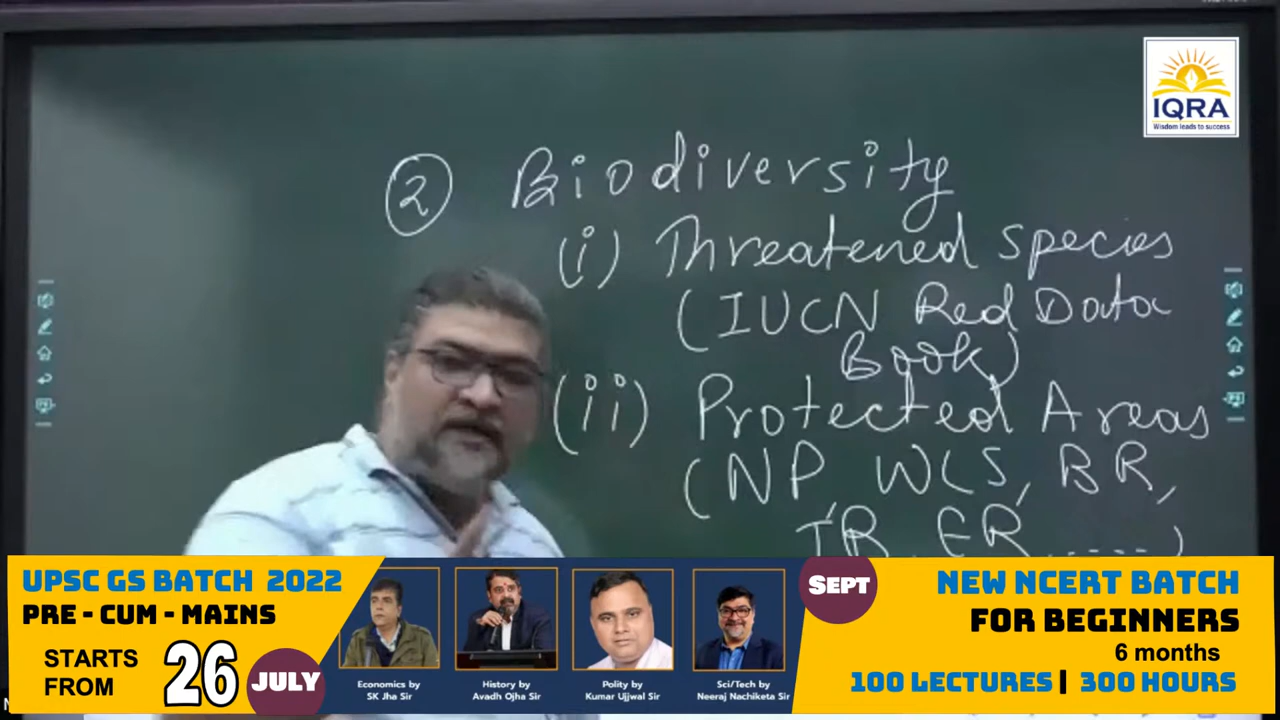 IQRA
Wisdom leads to success
② Biodiversity
(i) Threatened Species
(IUCN Red Data
Book)
(ii) Protected Areas
(NP, WLS, BR,
TR, ER, .....)
UPSC GS BATCH 2022
PRE - CUM - MAINS
STARTS
FROM
26
JULY
Economics by
SK Jha Sir
History by
Avadh Ojha Sir
Polity by
Kumar Ujjwal Sir
Sci/Tech by
Neeraj Nachiketa Sir
SEPT
NEW NCERT BATCH
FOR BEGINNERS
6 months
100 LECTURES | 300 HOURS